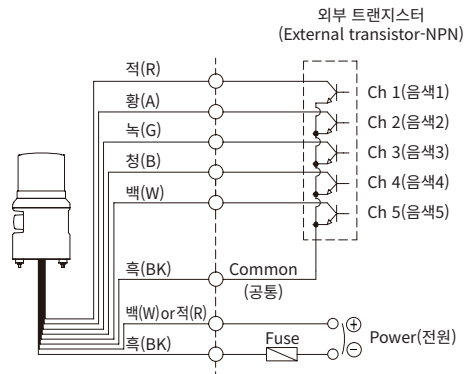 외부 트랜지스터
(External transistor-NPN)
적(R)
Ch 1(음색1)
황(A)
Ch 2(음색2)
녹(G)
Ch 3(음색3)
청(B)
Ch 4(음색4)
백(W)
Ch 5(음색5)
흑(BK)
Common
(공통)
백(W)or적(R)
흑(BK)
Fuse
+
−
Power(전원)